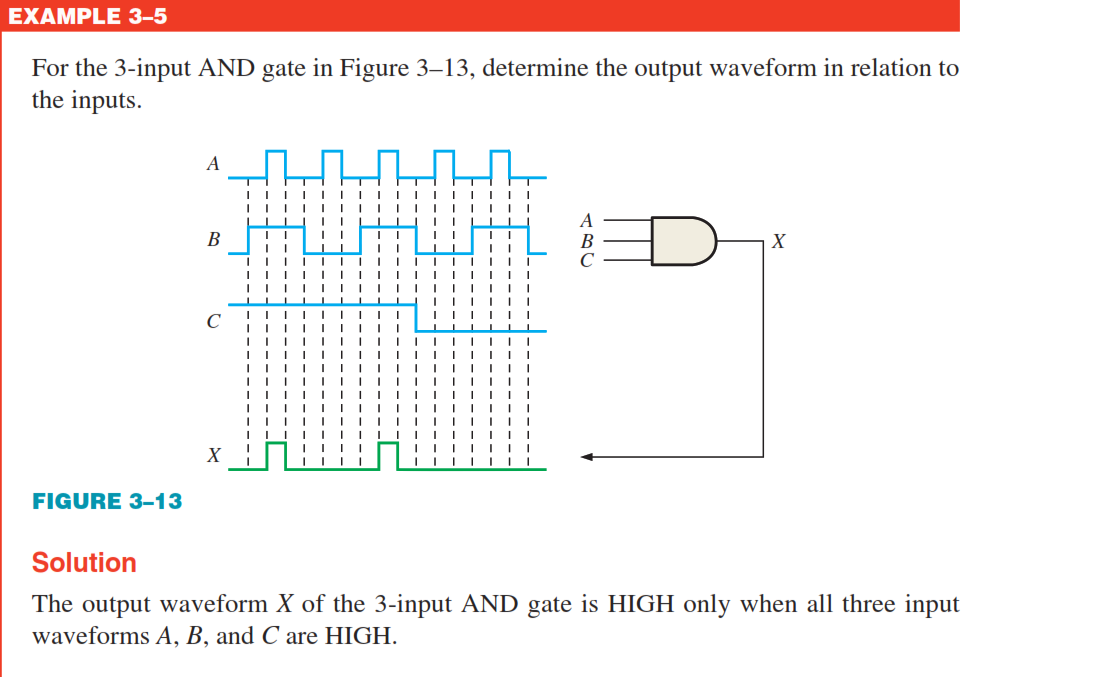 EXAMPLE 3–5
For the 3-input AND gate in Figure 3–13, determine the output waveform in relation to
the inputs.
A
B
C
X
A
B
C
X
FIGURE 3–13
Solution
The output waveform X of the 3-input AND gate is HIGH only when all three input
waveforms A, B, and C are HIGH.